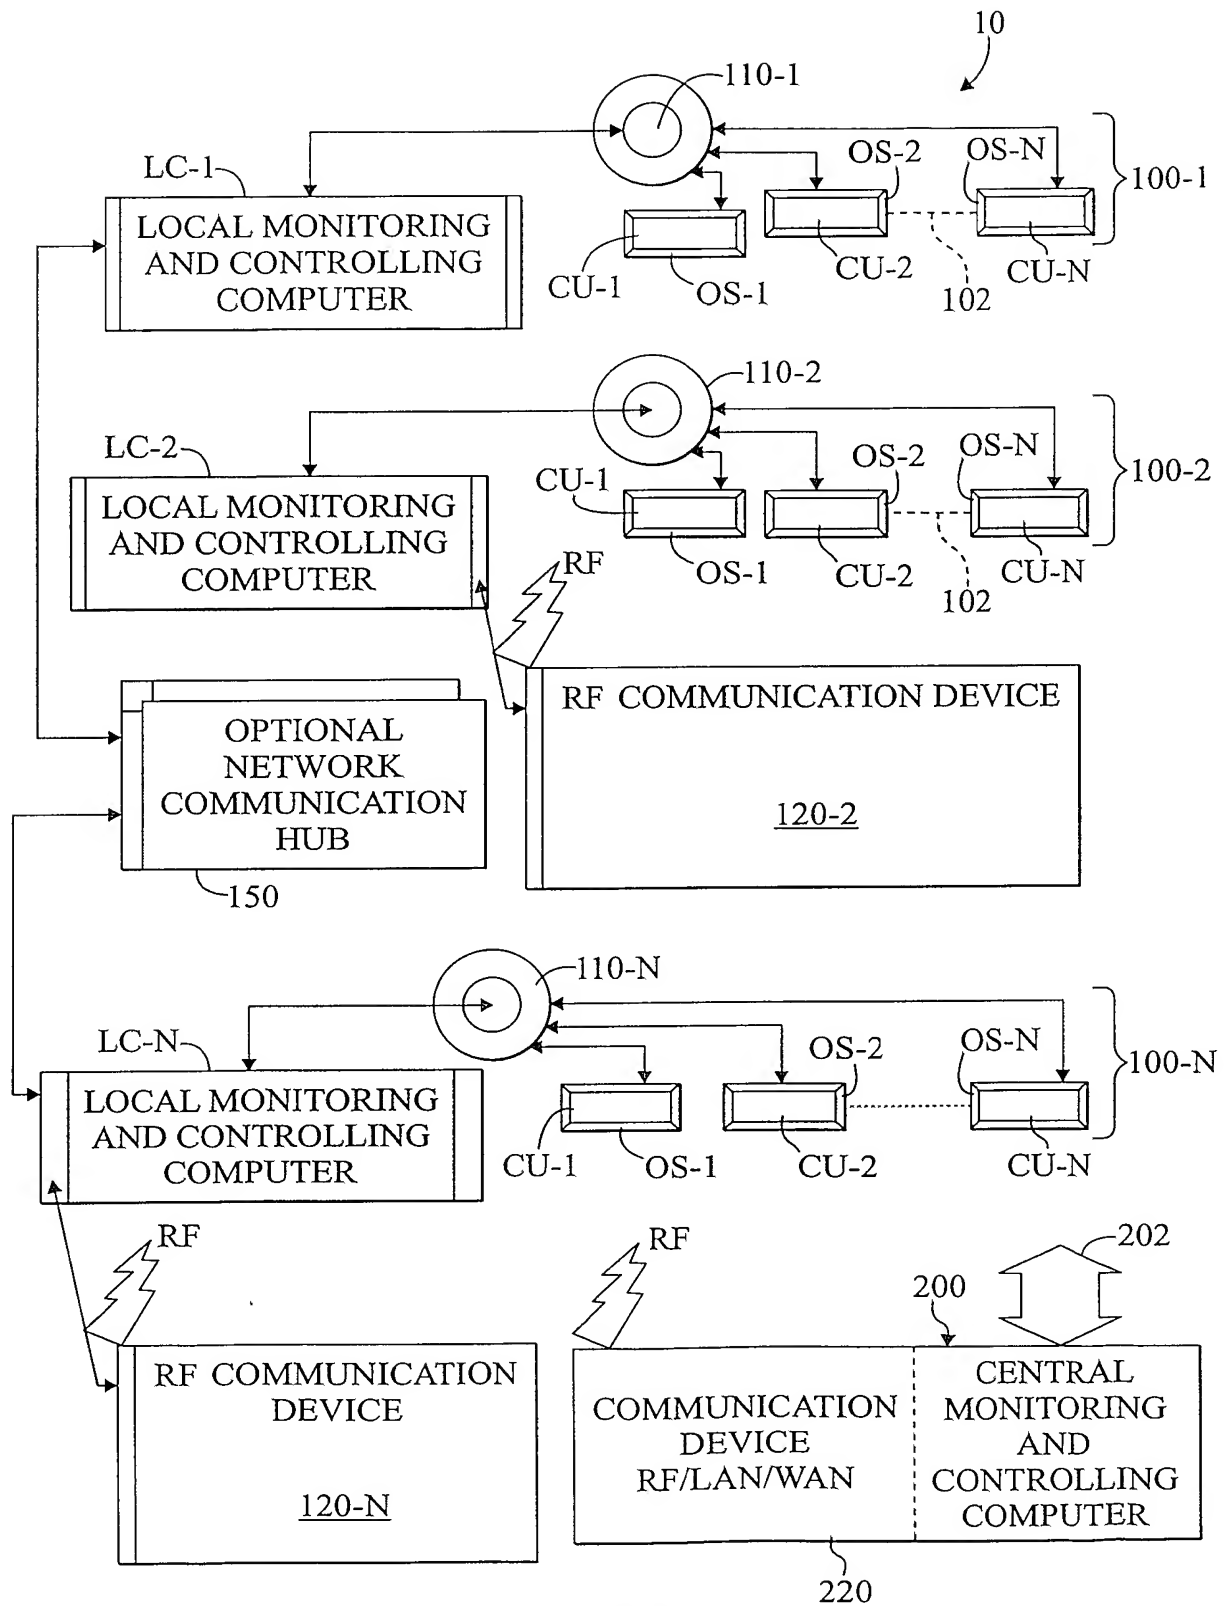 10
110-1
LC-1
OS-2
OS-N
100-1
LOCAL MONITORING
AND CONTROLLING
COMPUTER
CU-1
OS-1
CU-2
CU-N
102
110-2
LC-2
CU-1
OS-2
OS-N
100-2
LOCAL MONITORING
AND CONTROLLING
COMPUTER
OS-1
CU-2
CU-N
102
RF
RF COMMUNICATION DEVICE
120-2
OPTIONAL
NETWORK
COMMUNICATION
HUB
150
110-N
LC-N
OS-2
OS-N
100-N
LOCAL MONITORING
AND CONTROLLING
COMPUTER
CU-1
OS-1
CU-2
CU-N
RF
RF COMMUNICATION
DEVICE
120-N
RF
202
200
COMMUNICATION
DEVICE
RF/LAN/WAN
CENTRAL
MONITORING
AND
CONTROLLING
COMPUTER
220